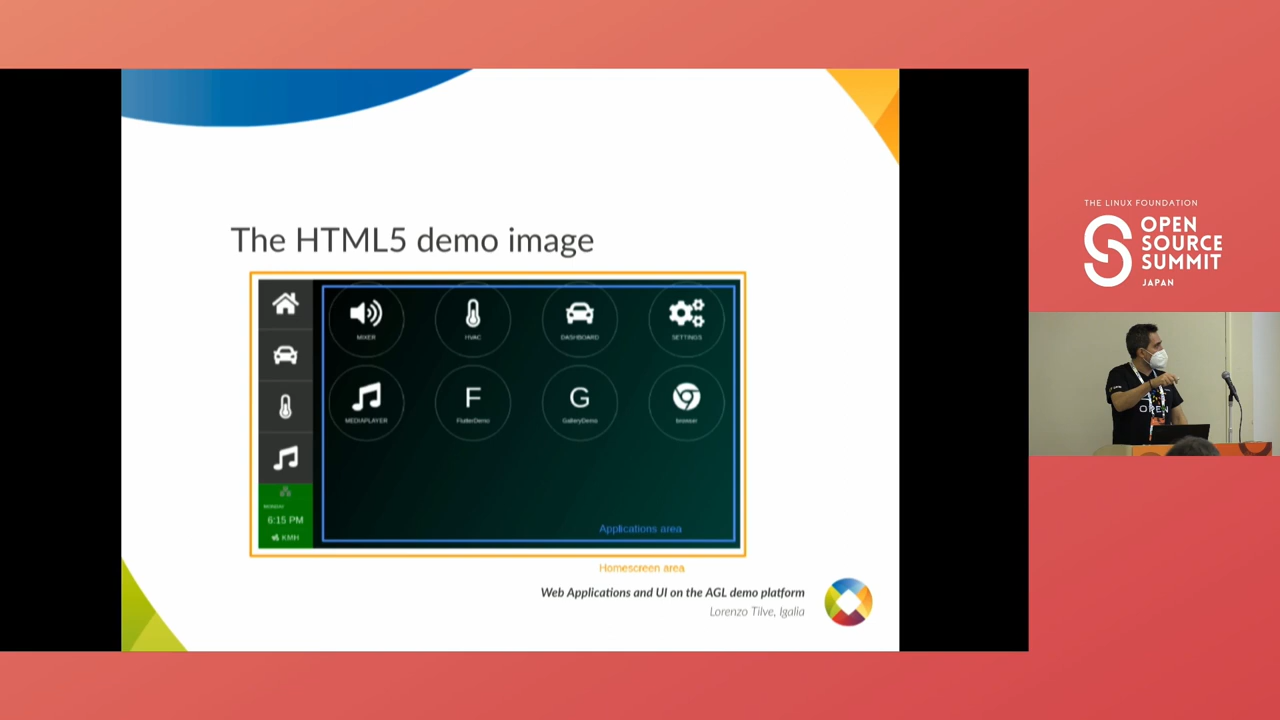 The HTML5 demo image
MIXER
HVAC
DASHBOARD
SETTINGS
MEDIAPLAYER
F
FlutterDemo
G
GalleryDemo
browser
MONDAY
6:15 PM
KMH
Applications area
Homescreen area
Web Applications and UI on the AGL demo platform
Lorenzo Tilve, Igalia
THE LINUX FOUNDATION
OPEN
SOURCE
SUMMIT
JAPAN
OPEN